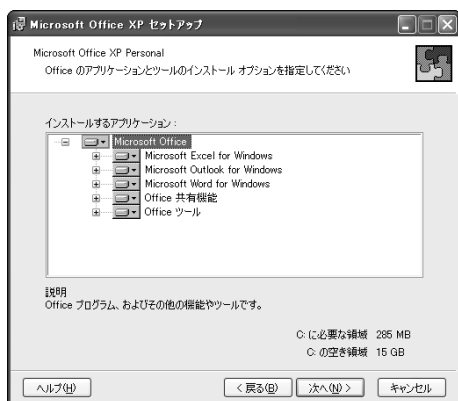 Microsoft Office XP セットアップ
Microsoft Office XP Personal
Office のアプリケーションとツールのインストール オプションを指定してください
インストールするアプリケーション :
Microsoft Office
Microsoft Excel for Windows
Microsoft Outlook for Windows
Microsoft Word for Windows
Office 共有機能
Office ツール
説明
Office プログラム、およびその他の機能やツールです。
C: に必要な領域 285 MB
C: の空き領域 15 GB
ヘルプ(H)
< 戻る(B)
次へ(N) >
キャンセル